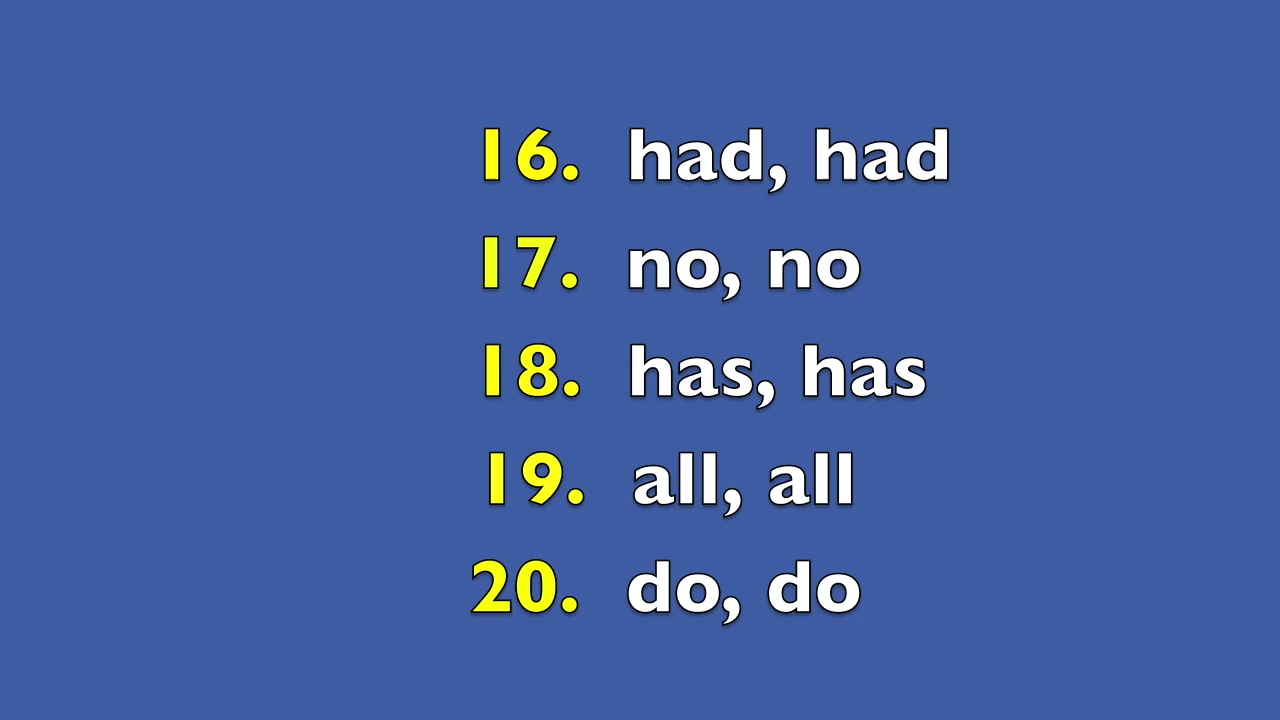 16. had, had
17. no, no
18. has, has
19. all, all
20. do, do